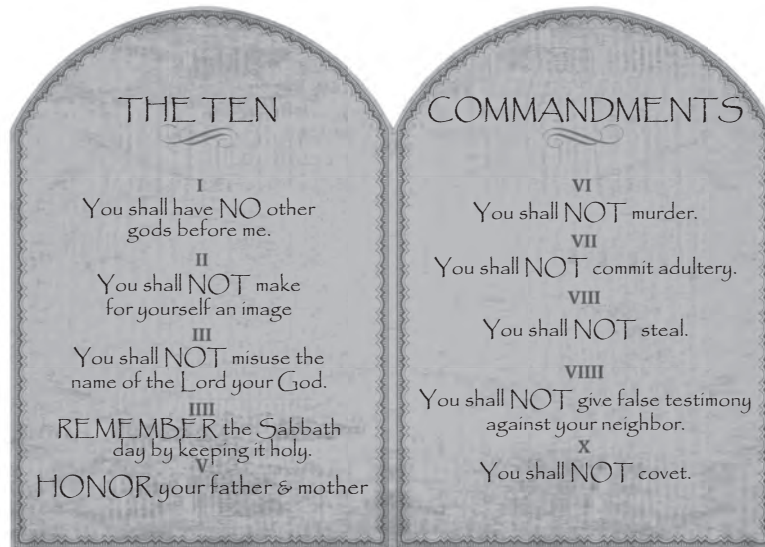 THE TEN
I
You shall have NO other
gods before me.
II
You shall NOT make
for yourself an image
III
You shall NOT misuse the
name of the Lord your God.
IIII
REMEMBER the Sabbath
day by keeping it holy.
V
HONOR your father & mother
COMMANDMENTS
VI
You shall NOT murder.
VII
You shall NOT commit adultery.
VIII
You shall NOT steal.
VIIII
You shall NOT give false testimony
against your neighbor.
X
You shall NOT covet.